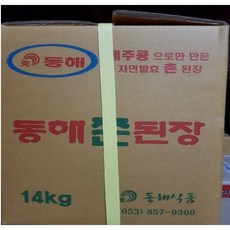 동해
메주콩으로만 만든
자연발효 촌 된장
동해촌된장
14kg
동해식품
(053) 857-9300